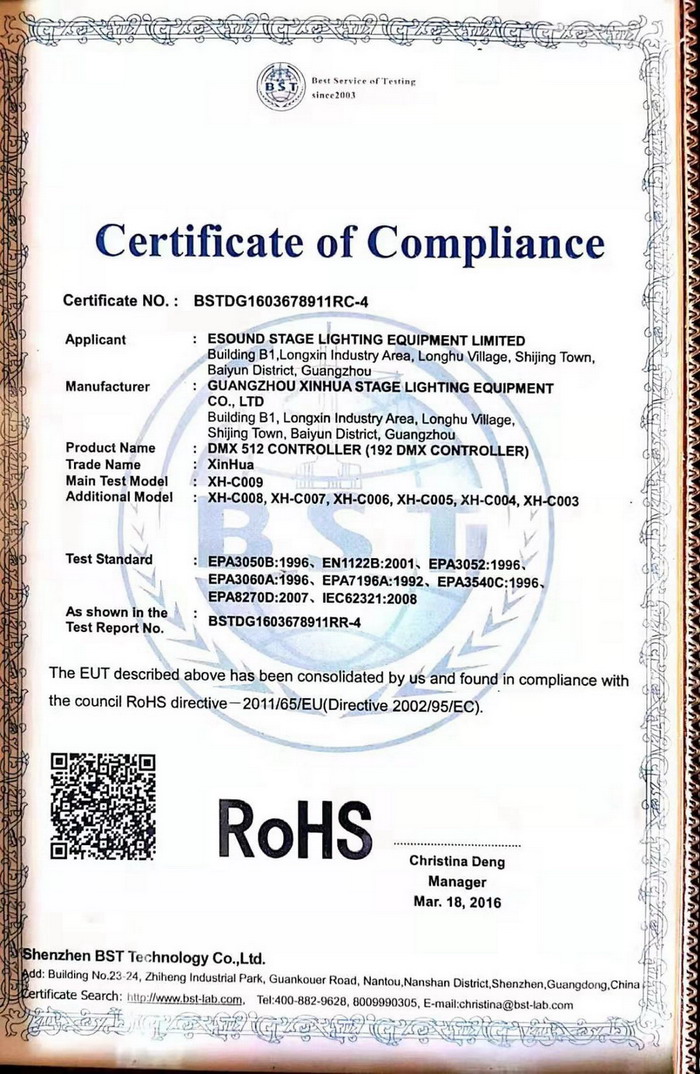 BST
Best Service of Testing
since2003
Certificate of Compliance
Certificate NO. : BSTDG1603678911RC-4
Applicant : ESOUND STAGE LIGHTING EQUIPMENT LIMITED
Building B1,Longxin Industry Area, Longhu Village, Shijing Town,
Baiyun District, Guangzhou
Manufacturer : GUANGZHOU XINHUA STAGE LIGHTING EQUIPMENT
CO., LTD
Building B1, Longxin Industry Area, Longhu Village,
Shijing Town, Baiyun District, Guangzhou
Product Name : DMX 512 CONTROLLER (192 DMX CONTROLLER)
Trade Name : XinHua
Main Test Model : XH-C009
Additional Model : XH-C008, XH-C007, XH-C006, XH-C005, XH-C004, XH-C003
BST
Test Standard : EPA3050B:1996、EN1122B:2001、EPA3052:1996、
EPA3060A:1996、EPA7196A:1992、EPA3540C:1996、
EPA8270D:2007、IEC62321:2008
As shown in the
Test Report No. : BSTDG1603678911RR-4
The EUT described above has been consolidated by us and found in compliance with
the council RoHS directive－2011/65/EU(Directive 2002/95/EC).
RoHS
Christina Deng
Manager
Mar. 18, 2016
Shenzhen BST Technology Co.,Ltd.
Add: Building No.23-24, Zhiheng Industrial Park, Guankouer Road, Nantou,Nanshan District,Shenzhen,Guangdong,China
Certificate Search: http://www.bst-lab.com, Tel:400-882-9628, 8009990305, E-mail:christina@bst-lab.com